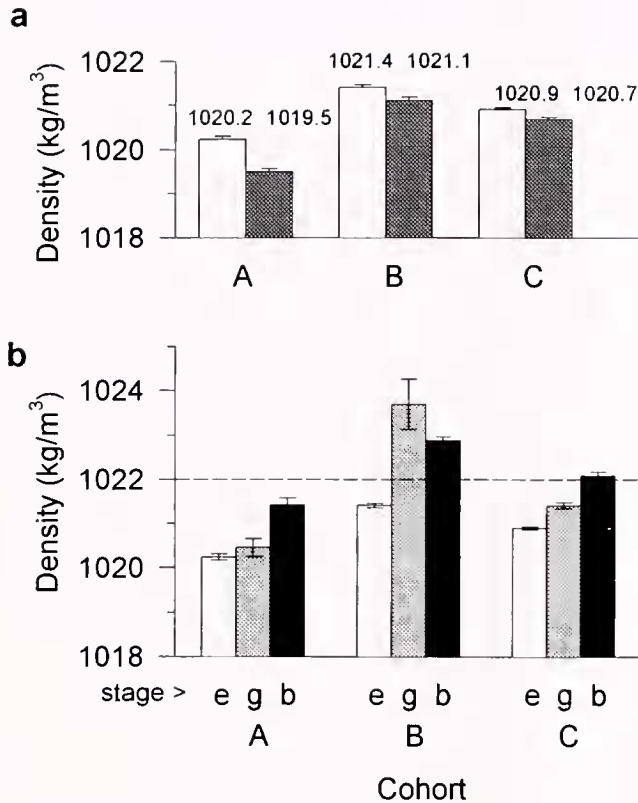 a
Density (kg/m³)
1022
1020
1018
1020.2 1019.5
1021.4 1021.1
1020.9 1020.7
A B C
b
Density (kg/m³)
1024
1022
1020
1018
stage > e g b e g b e g b
A B C
Cohort